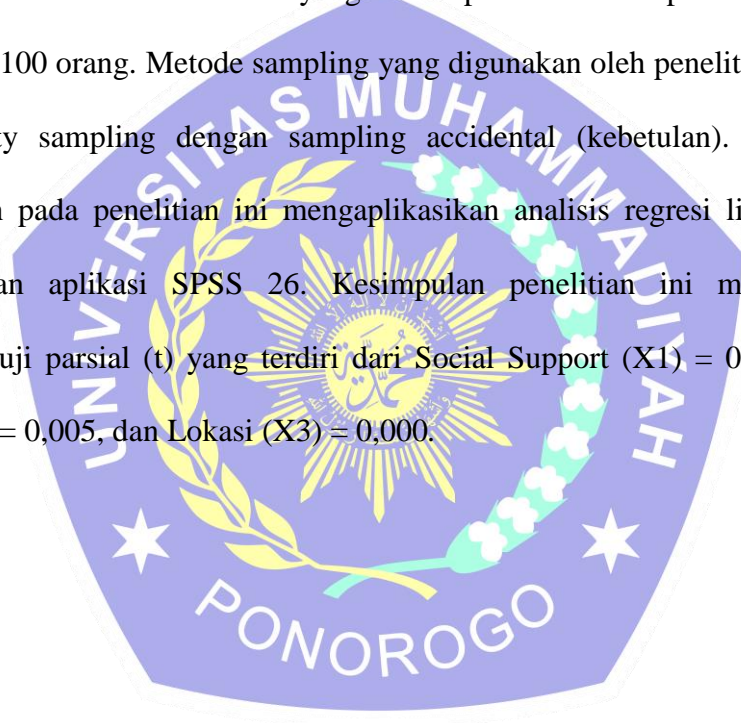 100 orang. Metode sampling yang digunakan oleh penelit
ty sampling dengan sampling accidental (kebetulan).
pada penelitian ini mengaplikasikan analisis regresi li
an aplikasi SPSS 26. Kesimpulan penelitian ini m
uji parsial (t) yang terdiri dari Social Support (X1) = 0
= 0,005, dan Lokasi (X3) = 0,000.
UNIVERSITAS MUHAMMADIYAH
PONOROGO